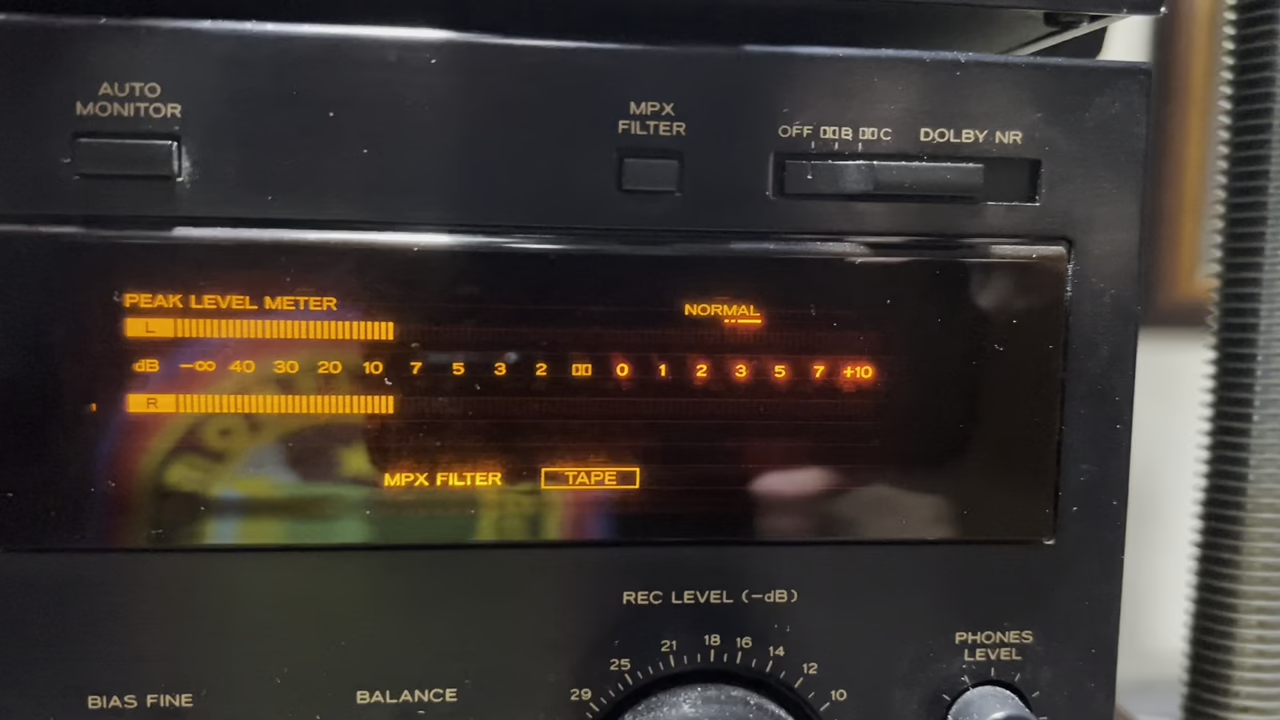 AUTO
MONITOR
MPX
FILTER
OFF B C DOLBY NR
PEAK LEVEL METER
NORMAL
L
dB -∞ 40 30 20 10 7 5 3 2 0 1 2 3 5 7 +10
R
MPX FILTER TAPE
REC LEVEL (-dB)
29 25 21 18 16 14 12 10
PHONES
LEVEL
BIAS FINE
BALANCE